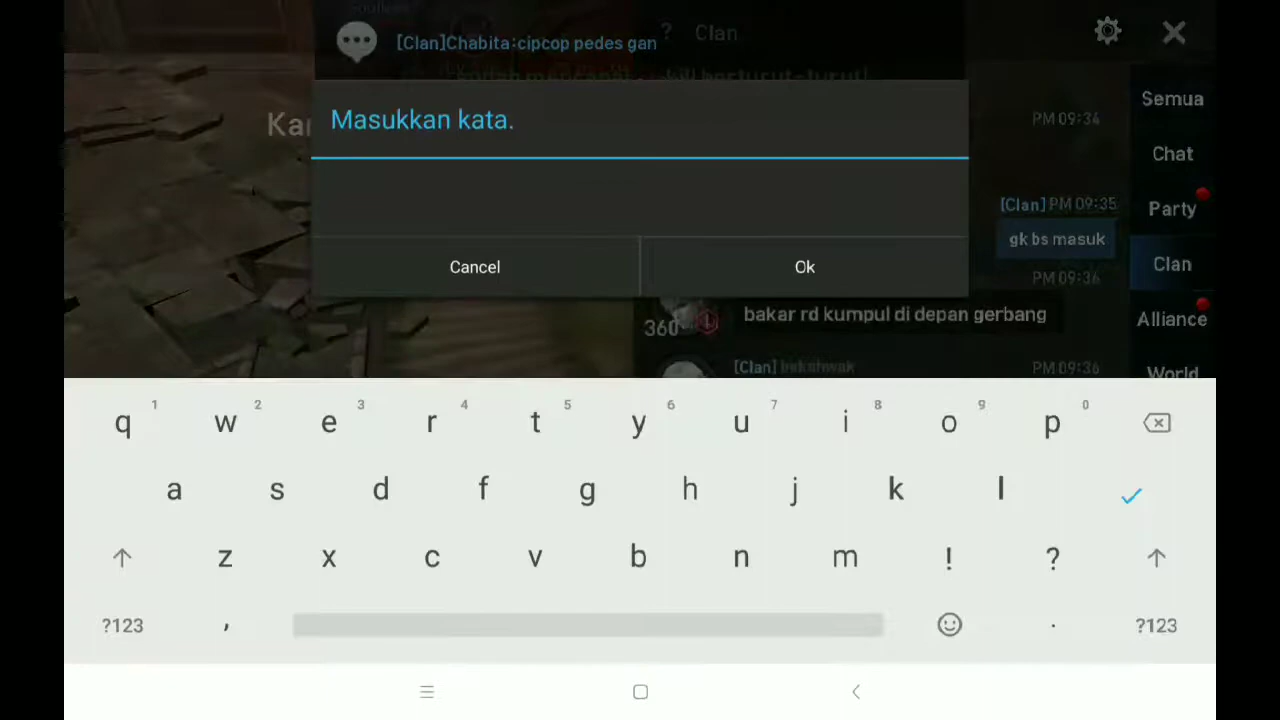 [Clan]Chabita:cipcop pedes gan
? Clan
Masukkan kata.
Kar
Cancel
Ok
PM 09:34
[Clan] PM 09:35
gk bs masuk
PM 09:36
360
bakar rd kumpul di depan gerbang
[Clan]
PM 09:36
Semua
Chat
Party
Clan
Alliance
World
q 1 w 2 e 3 r 4 t 5 y 6 u 7 i 8 o 9 p 0
a s d f g h j k l
z x c v b n m ! ?
?123 , . ?123